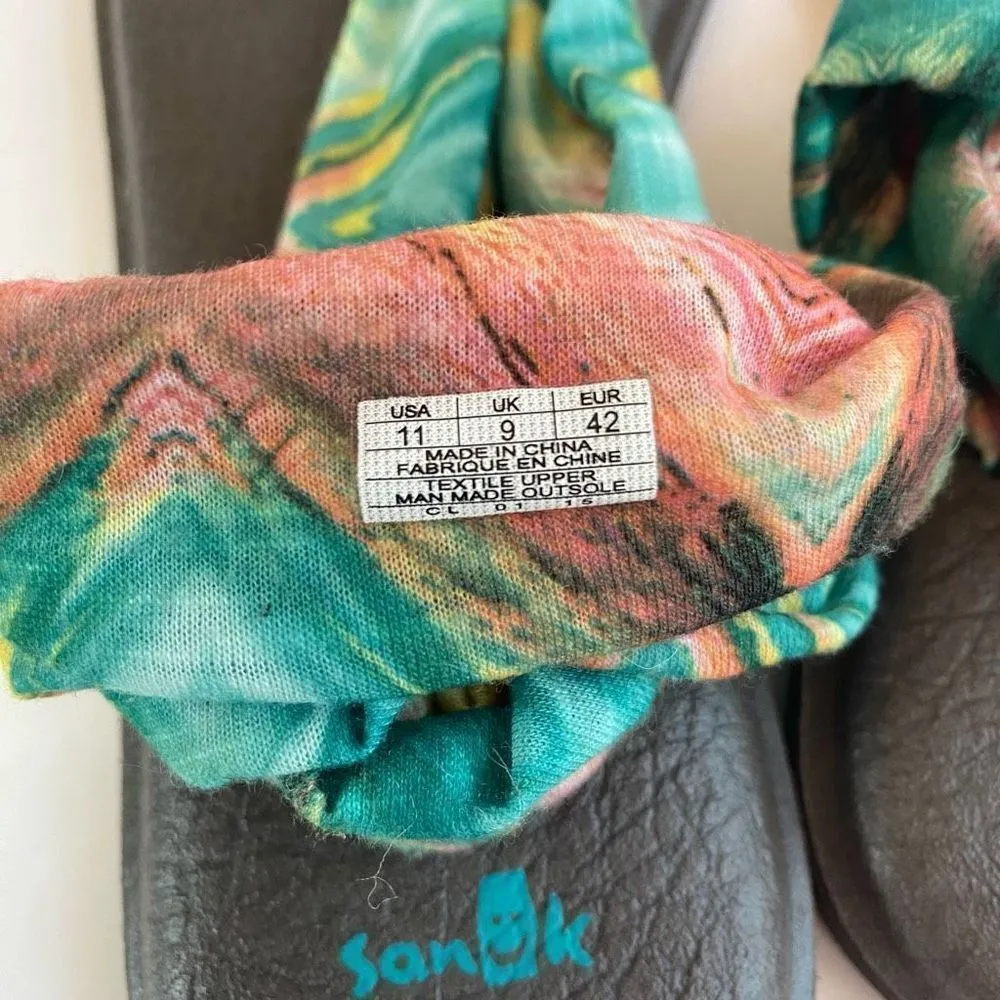 USA UK EUR
11 9 42
MADE IN CHINA
FABRIQUE EN CHINE
TEXTILE UPPER
MAN MADE OUTSOLE
CL 01 16
sanuk